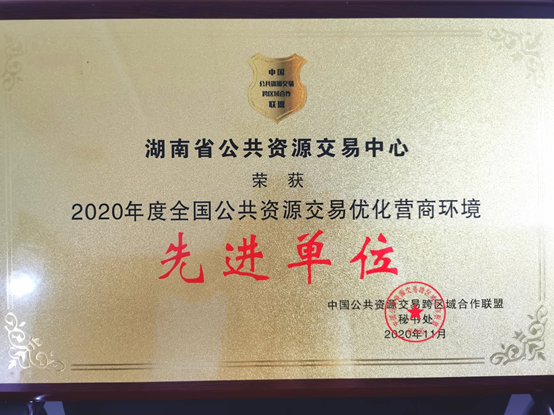 中国
公共资源交易
跨区域合作
联盟
湖南省公共资源交易中心
荣 获
2020年度全国公共资源交易优化营商环境
先进单位
中国公共资源交易跨区域合作联盟
秘书处
2020年11月